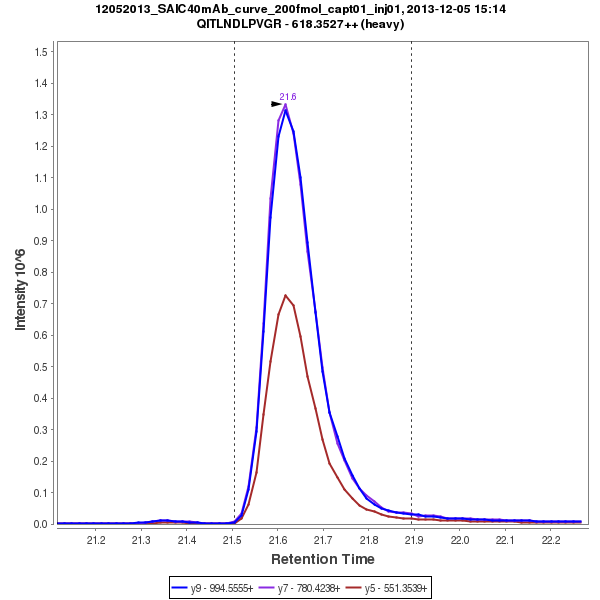 12052013_SAIC40mAb_curve_200fmol_capt01_inj01, 2013-12-05 15:14
QITLNDLPVGR - 618.3527++ (heavy)
21.6
1.5
1.4
1.3
1.2
1.1
1.0
0.9
0.8
0.7
0.6
0.5
0.4
0.3
0.2
0.1
0.0
Intensity 10^6
21.2 21.3 21.4 21.5 21.6 21.7 21.8 21.9 22.0 22.1 22.2
Retention Time
y9 - 994.5555+ y7 - 780.4238+ y5 - 551.3539+